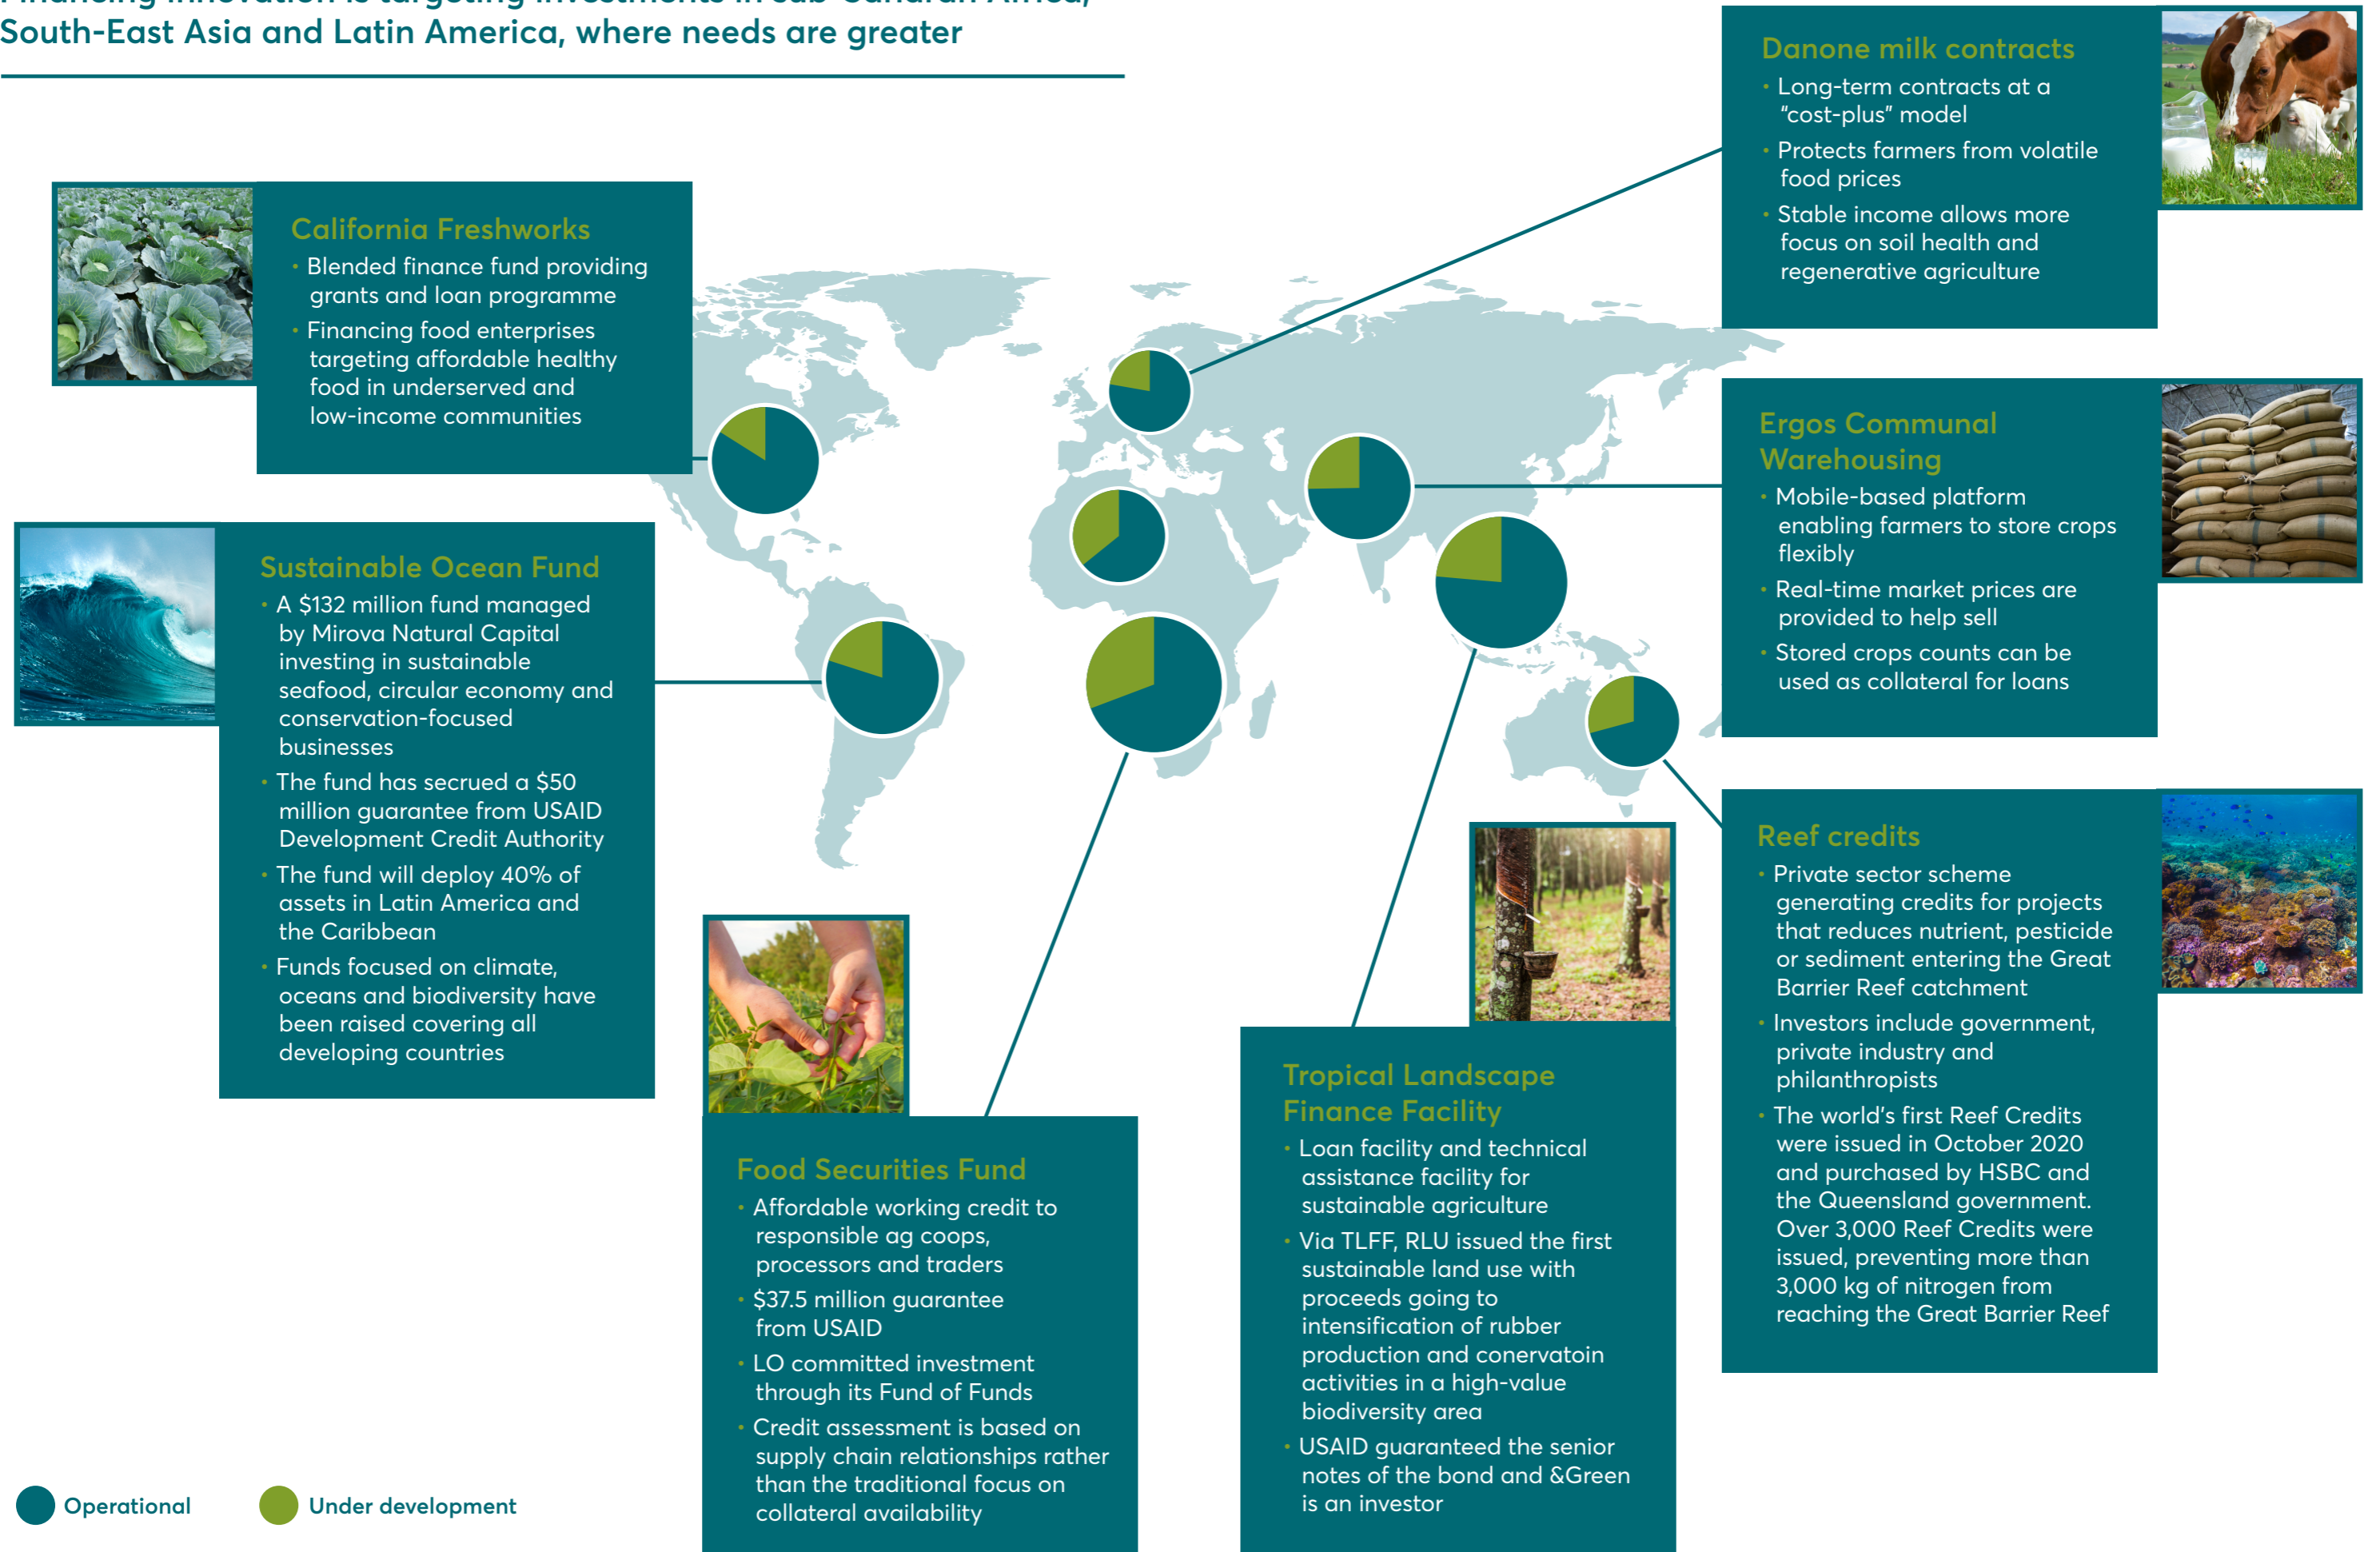 Financing innovation is targeting investments in sub-Saharan Africa,
South-East Asia and Latin America, where needs are greater
California Freshworks
• Blended finance fund providing
grants and loan programme
• Financing food enterprises
targeting affordable healthy
food in underserved and
low-income communities
Sustainable Ocean Fund
• A $132 million fund managed
by Mirova Natural Capital
investing in sustainable
seafood, circular economy and
conservation-focused
businesses
• The fund has secrued a $50
million guarantee from USAID
Development Credit Authority
• The fund will deploy 40% of
assets in Latin America and
the Caribbean
• Funds focused on climate,
oceans and biodiversity have
been raised covering all
developing countries
Food Securities Fund
• Affordable working credit to
responsible ag coops,
processors and traders
• $37.5 million guarantee
from USAID
• LO committed investment
through its Fund of Funds
• Credit assessment is based on
supply chain relationships rather
than the traditional focus on
collateral availability
Tropical Landscape
Finance Facility
• Loan facility and technical
assistance facility for
sustainable agriculture
• Via TLFF, RLU issued the first
sustainable land use with
proceeds going to
intensification of rubber
production and conervatoin
activities in a high-value
biodiversity area
• USAID guaranteed the senior
notes of the bond and &Green
is an investor
Danone milk contracts
• Long-term contracts at a
“cost-plus” model
• Protects farmers from volatile
food prices
• Stable income allows more
focus on soil health and
regenerative agriculture
Ergos Communal
Warehousing
• Mobile-based platform
enabling farmers to store crops
flexibly
• Real-time market prices are
provided to help sell
• Stored crops counts can be
used as collateral for loans
Reef credits
• Private sector scheme
generating credits for projects
that reduces nutrient, pesticide
or sediment entering the Great
Barrier Reef catchment
• Investors include government,
private industry and
philanthropists
• The world’s first Reef Credits
were issued in October 2020
and purchased by HSBC and
the Queensland government.
Over 3,000 Reef Credits were
issued, preventing more than
3,000 kg of nitrogen from
reaching the Great Barrier Reef
Operational
Under development